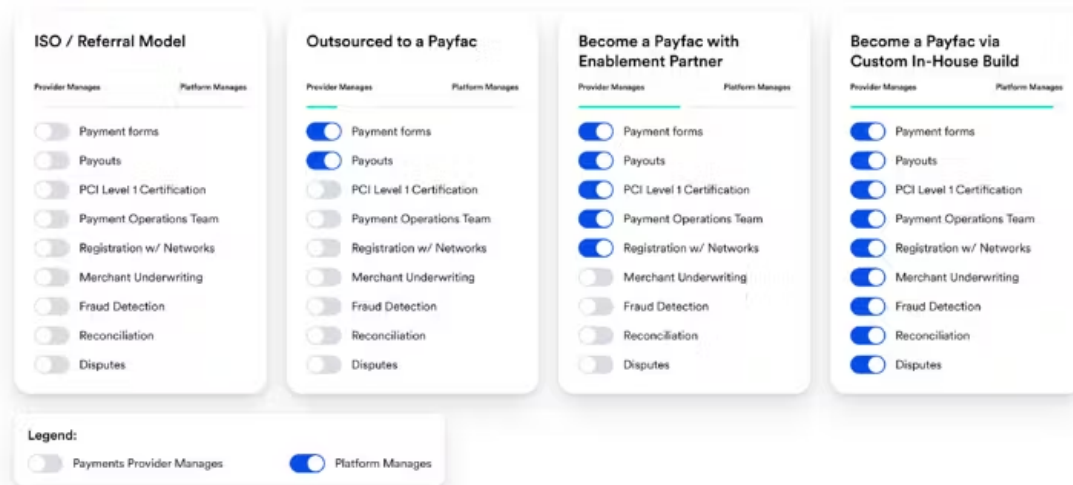 ISO / Referral Model
Provider Manages
Platform Manages
Payment forms
Payouts
PCI Level 1 Certification
Payment Operations Team
Registration w/ Networks
Merchant Underwriting
Fraud Detection
Reconciliation
Disputes
Outsourced to a Payfac
Provider Manages
Platform Manages
Payment forms
Payouts
PCI Level 1 Certification
Payment Operations Team
Registration w/ Networks
Merchant Underwriting
Fraud Detection
Reconciliation
Disputes
Become a Payfac with
Enablement Partner
Provider Manages
Platform Manages
Payment forms
Payouts
PCI Level 1 Certification
Payment Operations Team
Registration w/ Networks
Merchant Underwriting
Fraud Detection
Reconciliation
Disputes
Become a Payfac via
Custom In-House Build
Provider Manages
Platform Manages
Payment forms
Payouts
PCI Level 1 Certification
Payment Operations Team
Registration w/ Networks
Merchant Underwriting
Fraud Detection
Reconciliation
Disputes
Legend:
Payments Provider Manages
Platform Manages